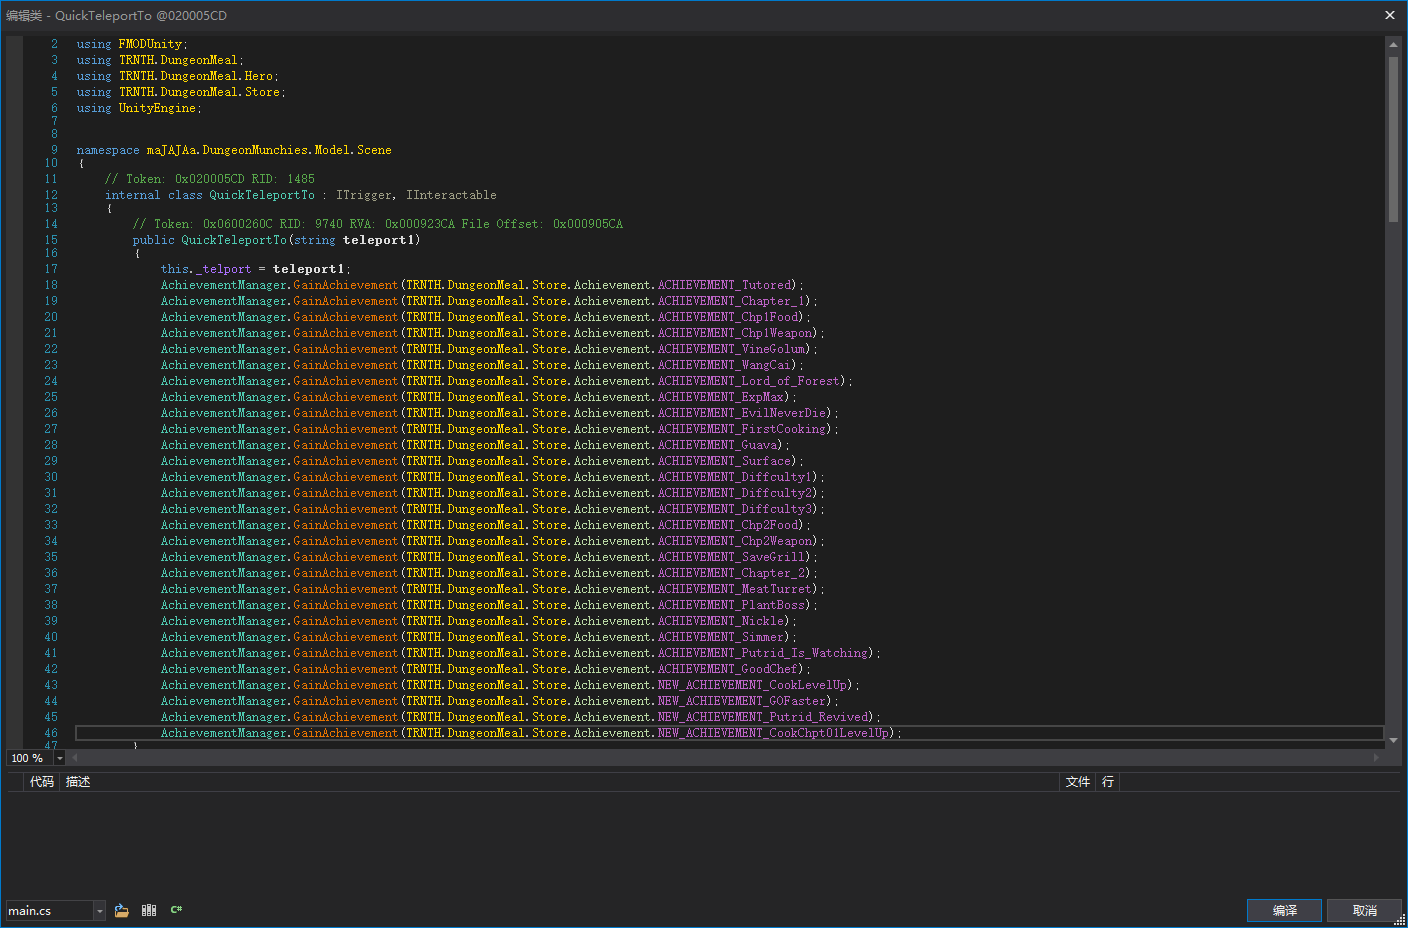 编辑类 - QuickTeleportTo @020005CD
2 using FMODUnity;
3 using TRNTH.DungeonMeal;
4 using TRNTH.DungeonMeal.Hero;
5 using TRNTH.DungeonMeal.Store;
6 using UnityEngine;
7
8
9 namespace maJAJAa.DungeonMunchies.Model.Scene
10 {
11 // Token: 0x020005CD RID: 1485
12 internal class QuickTeleportTo : ITrigger, IInteractable
13 {
14 // Token: 0x0600260C RID: 9740 RVA: 0x000923CA File Offset: 0x000905CA
15 public QuickTeleportTo(string teleport1)
16 {
17 this._telport = teleport1;
18 AchievementManager.GainAchievement(TRNTH.DungeonMeal.Store.Achievement.ACHIEVEMENT_Tutored);
19 AchievementManager.GainAchievement(TRNTH.DungeonMeal.Store.Achievement.ACHIEVEMENT_Chapter_1);
20 AchievementManager.GainAchievement(TRNTH.DungeonMeal.Store.Achievement.ACHIEVEMENT_Chp1Food);
21 AchievementManager.GainAchievement(TRNTH.DungeonMeal.Store.Achievement.ACHIEVEMENT_Chp1Weapon);
22 AchievementManager.GainAchievement(TRNTH.DungeonMeal.Store.Achievement.ACHIEVEMENT_VineGolum);
23 AchievementManager.GainAchievement(TRNTH.DungeonMeal.Store.Achievement.ACHIEVEMENT_WangCai);
24 AchievementManager.GainAchievement(TRNTH.DungeonMeal.Store.Achievement.ACHIEVEMENT_Lord_of_Forest);
25 AchievementManager.GainAchievement(TRNTH.DungeonMeal.Store.Achievement.ACHIEVEMENT_ExpMax);
26 AchievementManager.GainAchievement(TRNTH.DungeonMeal.Store.Achievement.ACHIEVEMENT_EvilNeverDie);
27 AchievementManager.GainAchievement(TRNTH.DungeonMeal.Store.Achievement.ACHIEVEMENT_FirstCooking);
28 AchievementManager.GainAchievement(TRNTH.DungeonMeal.Store.Achievement.ACHIEVEMENT_Guava);
29 AchievementManager.GainAchievement(TRNTH.DungeonMeal.Store.Achievement.ACHIEVEMENT_Surface);
30 AchievementManager.GainAchievement(TRNTH.DungeonMeal.Store.Achievement.ACHIEVEMENT_Diffculty1);
31 AchievementManager.GainAchievement(TRNTH.DungeonMeal.Store.Achievement.ACHIEVEMENT_Diffculty2);
32 AchievementManager.GainAchievement(TRNTH.DungeonMeal.Store.Achievement.ACHIEVEMENT_Diffculty3);
33 AchievementManager.GainAchievement(TRNTH.DungeonMeal.Store.Achievement.ACHIEVEMENT_Chp2Food);
34 AchievementManager.GainAchievement(TRNTH.DungeonMeal.Store.Achievement.ACHIEVEMENT_Chp2Weapon);
35 AchievementManager.GainAchievement(TRNTH.DungeonMeal.Store.Achievement.ACHIEVEMENT_SaveGrill);
36 AchievementManager.GainAchievement(TRNTH.DungeonMeal.Store.Achievement.ACHIEVEMENT_Chapter_2);
37 AchievementManager.GainAchievement(TRNTH.DungeonMeal.Store.Achievement.ACHIEVEMENT_MeatTurret);
38 AchievementManager.GainAchievement(TRNTH.DungeonMeal.Store.Achievement.ACHIEVEMENT_PlantBoss);
39 AchievementManager.GainAchievement(TRNTH.DungeonMeal.Store.Achievement.ACHIEVEMENT_Nickle);
40 AchievementManager.GainAchievement(TRNTH.DungeonMeal.Store.Achievement.ACHIEVEMENT_Simmer);
41 AchievementManager.GainAchievement(TRNTH.DungeonMeal.Store.Achievement.ACHIEVEMENT_Putrid_Is_Watching);
42 AchievementManager.GainAchievement(TRNTH.DungeonMeal.Store.Achievement.ACHIEVEMENT_GoodChef);
43 AchievementManager.GainAchievement(TRNTH.DungeonMeal.Store.Achievement.NEW_ACHIEVEMENT_CookLevelUp);
44 AchievementManager.GainAchievement(TRNTH.DungeonMeal.Store.Achievement.NEW_ACHIEVEMENT_GOFaster);
45 AchievementManager.GainAchievement(TRNTH.DungeonMeal.Store.Achievement.NEW_ACHIEVEMENT_Putrid_Revived);
46 AchievementManager.GainAchievement(TRNTH.DungeonMeal.Store.Achievement.NEW_ACHIEVEMENT_CookChpt01LevelUp);
47 }
100 %
代码 描述 文件 行
main.cs C# 编译 取消